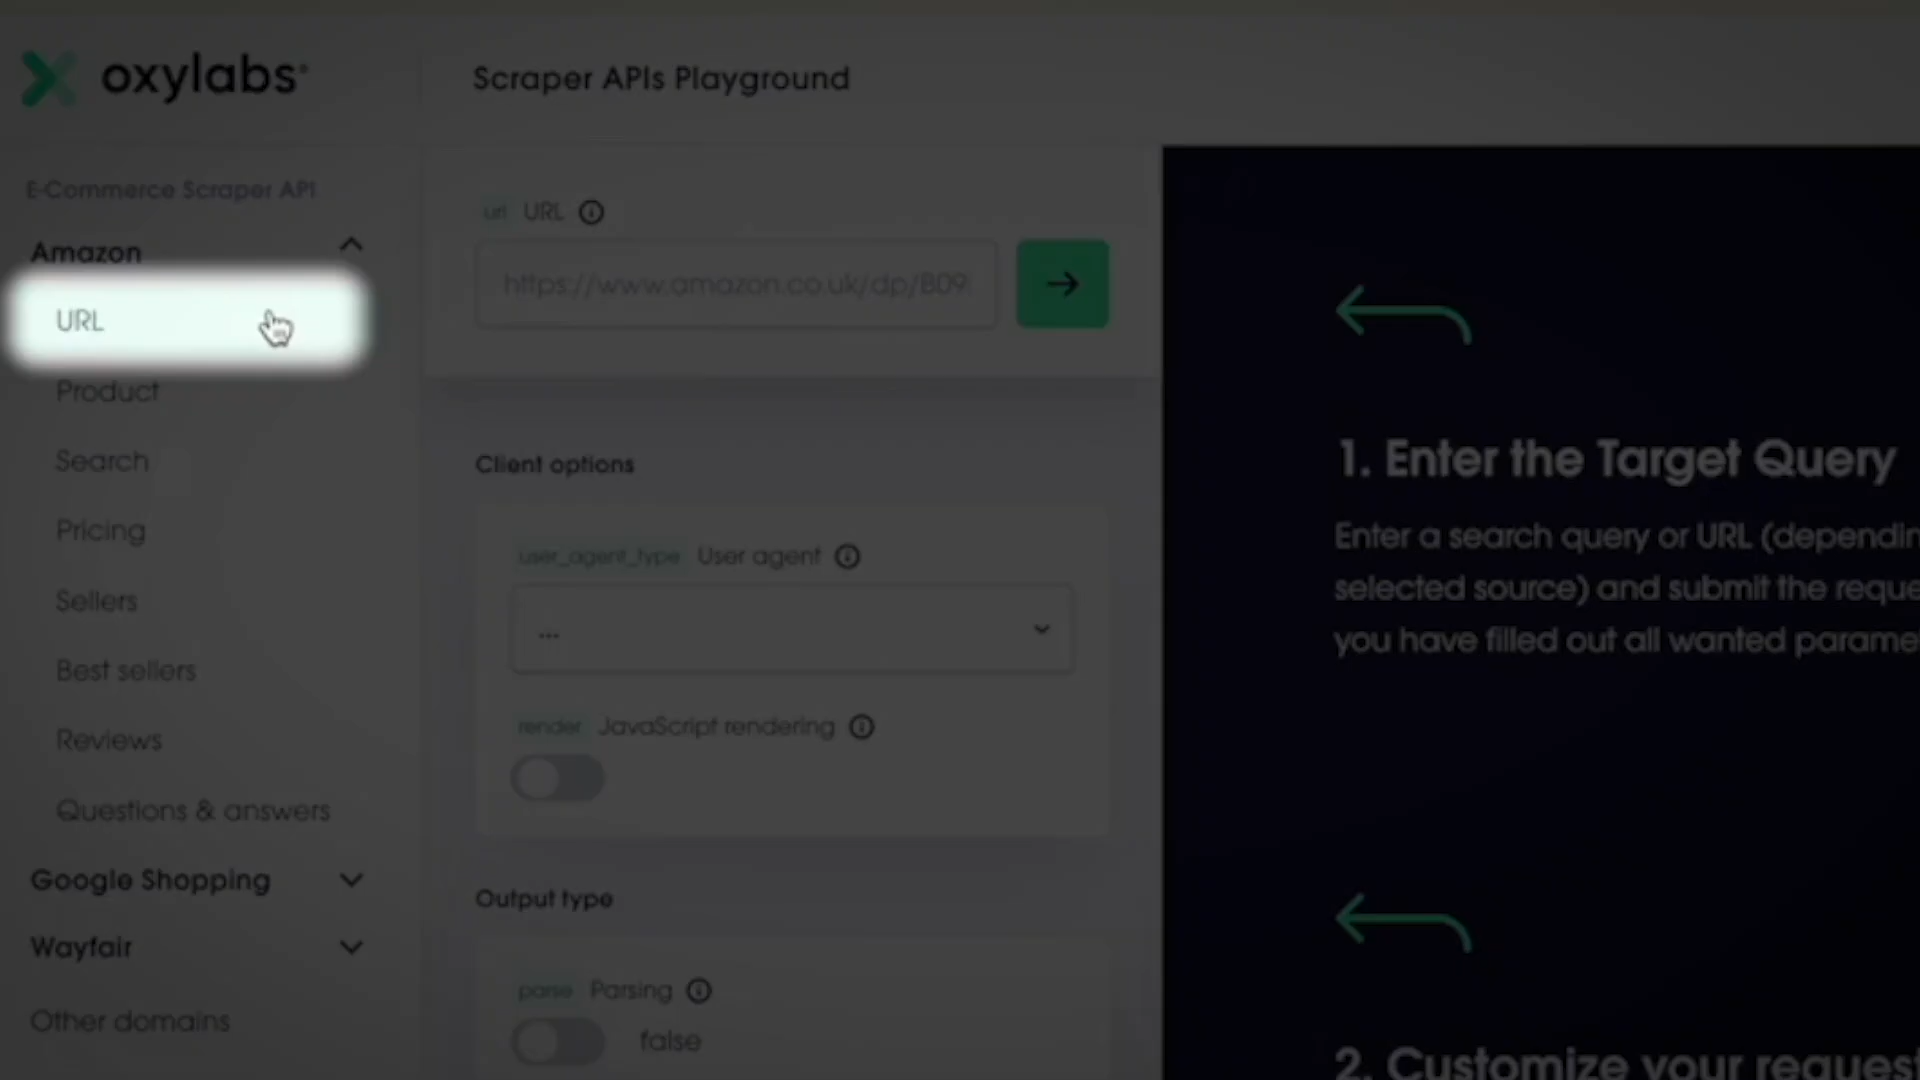 oxylabs®
Scraper APIs Playground
E-Commerce Scraper API
Amazon
URL
Product
Search
Pricing
Sellers
Best sellers
Reviews
Questions & answers
Google Shopping
Wayfair
Other domains
url URL
https://www.amazon.co.uk/dp/B09
Client options
user_agent_type User agent
...
render JavaScript rendering
Output type
parse Parsing
false
1. Enter the Target Query
Enter a search query or URL (dependin
selected source) and submit the reque
you have filled out all wanted parame
2. Customize your request